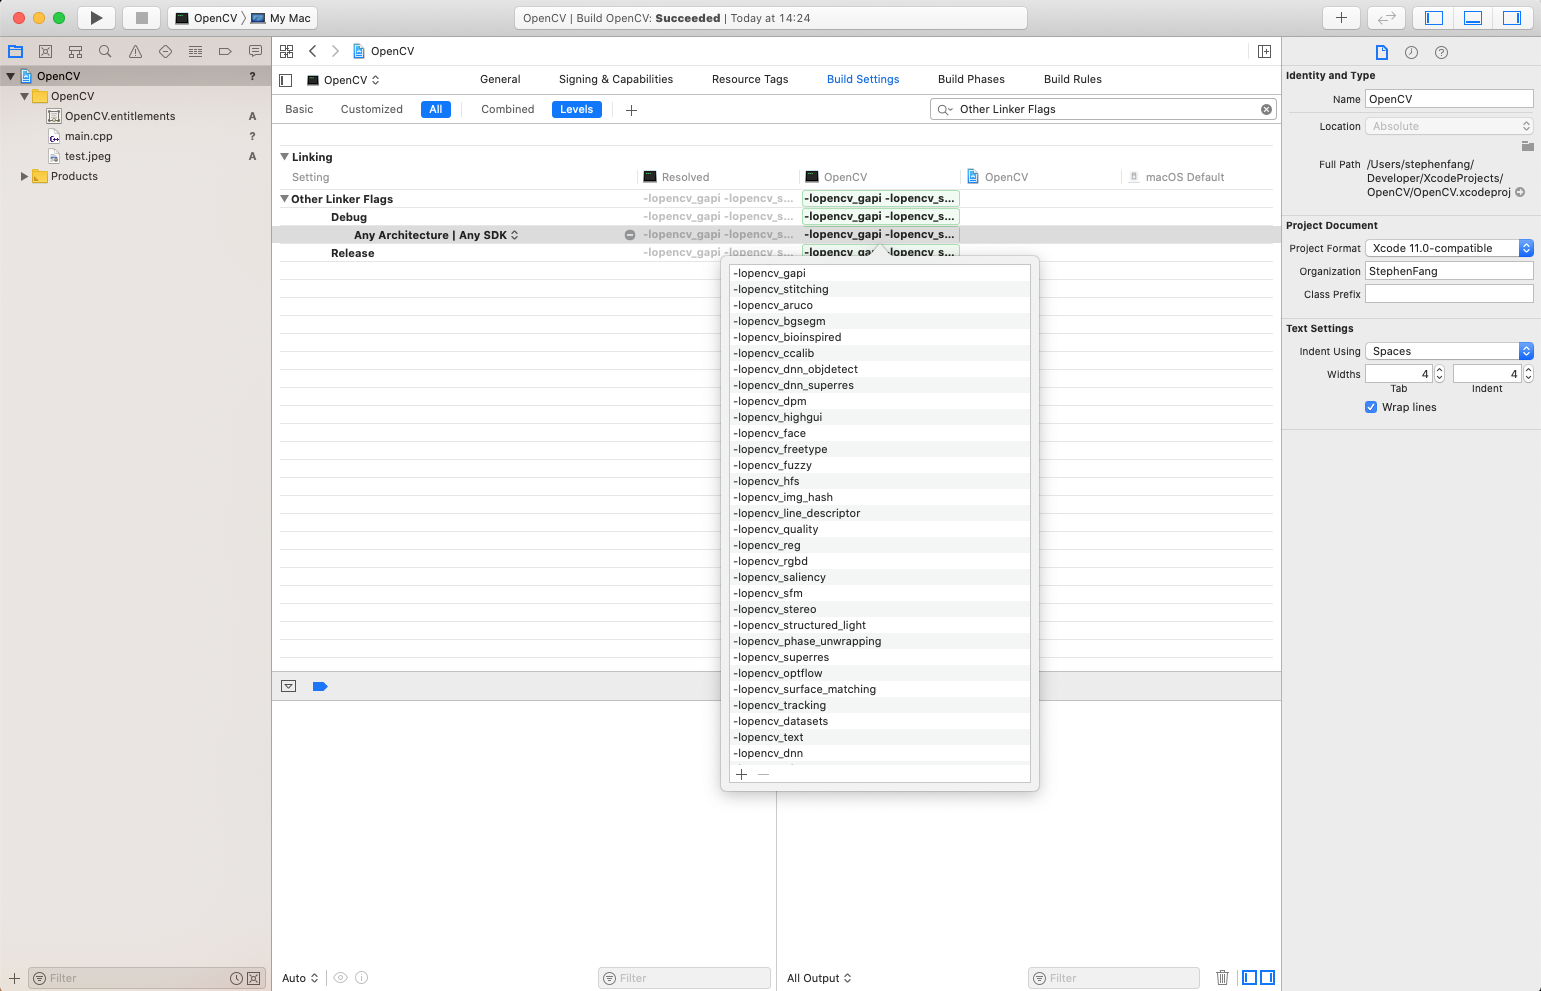 OpenCV My Mac
OpenCV | Build OpenCV: Succeeded | Today at 14:24
OpenCV ?
OpenCV
OpenCV.entitlements A
main.cpp ?
test.jpeg A
Products
Filter
OpenCV
OpenCV General Signing & Capabilities Resource Tags Build Settings Build Phases Build Rules
Basic Customized All Combined Levels Other Linker Flags
Linking
Setting Resolved OpenCV OpenCV macOS Default
Other Linker Flags -lopencv_gapi -lopencv_s... -lopencv_gapi -lopencv_s...
Debug -lopencv_gapi -lopencv_s... -lopencv_gapi -lopencv_s...
Any Architecture | Any SDK -lopencv_gapi -lopencv_s... -lopencv_gapi -lopencv_s...
Release -lopencv_gapi -lopencv_s... -lopencv_ga -lopencv_s...
-lopencv_gapi
-lopencv_stitching
-lopencv_aruco
-lopencv_bgsegm
-lopencv_bioinspired
-lopencv_ccalib
-lopencv_dnn_objdetect
-lopencv_dnn_superres
-lopencv_dpm
-lopencv_highgui
-lopencv_face
-lopencv_freetype
-lopencv_fuzzy
-lopencv_hfs
-lopencv_img_hash
-lopencv_line_descriptor
-lopencv_quality
-lopencv_reg
-lopencv_rgbd
-lopencv_saliency
-lopencv_sfm
-lopencv_stereo
-lopencv_structured_light
-lopencv_phase_unwrapping
-lopencv_superres
-lopencv_optflow
-lopencv_surface_matching
-lopencv_tracking
-lopencv_datasets
-lopencv_text
-lopencv_dnn
Auto Filter
All Output Filter
Identity and Type
Name OpenCV
Location Absolute
Full Path /Users/stephenfang/
Developer/XcodeProjects/
OpenCV/OpenCV.xcodeproj
Project Document
Project Format Xcode 11.0-compatible
Organization StephenFang
Class Prefix
Text Settings
Indent Using Spaces
Widths 4 4
Tab Indent
Wrap lines